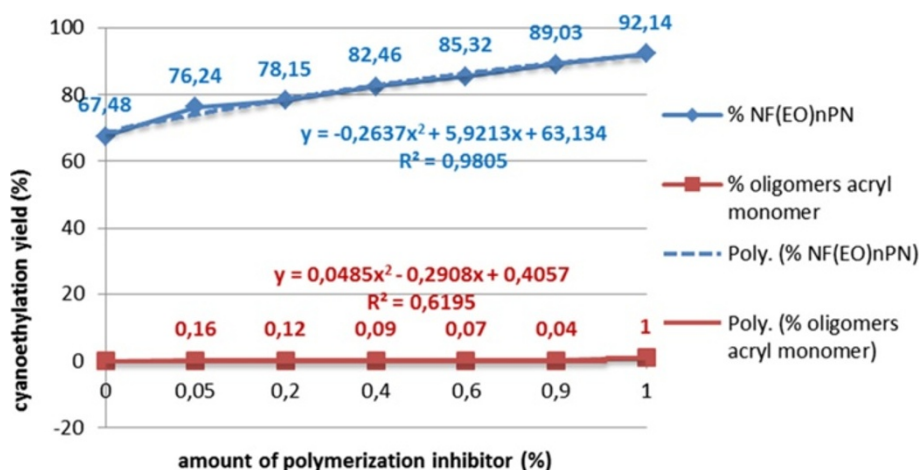 100
80
60
40
20
0
-20
cyanoethylation yield (%)
67,48
76,24
78,15
82,46
85,32
89,03
92,14
y = -0,2637x² + 5,9213x + 63,134
R² = 0,9805
y = 0,0485x² - 0,2908x + 0,4057
R² = 0,6195
0,16
0,12
0,09
0,07
0,04
1
0
0,05
0,2
0,4
0,6
0,9
1
amount of polymerization inhibitor (%)
% NF(EO)nPN
% oligomers acryl
monomer
Poly. (% NF(EO)nPN)
Poly. (% oligomers
acryl monomer)